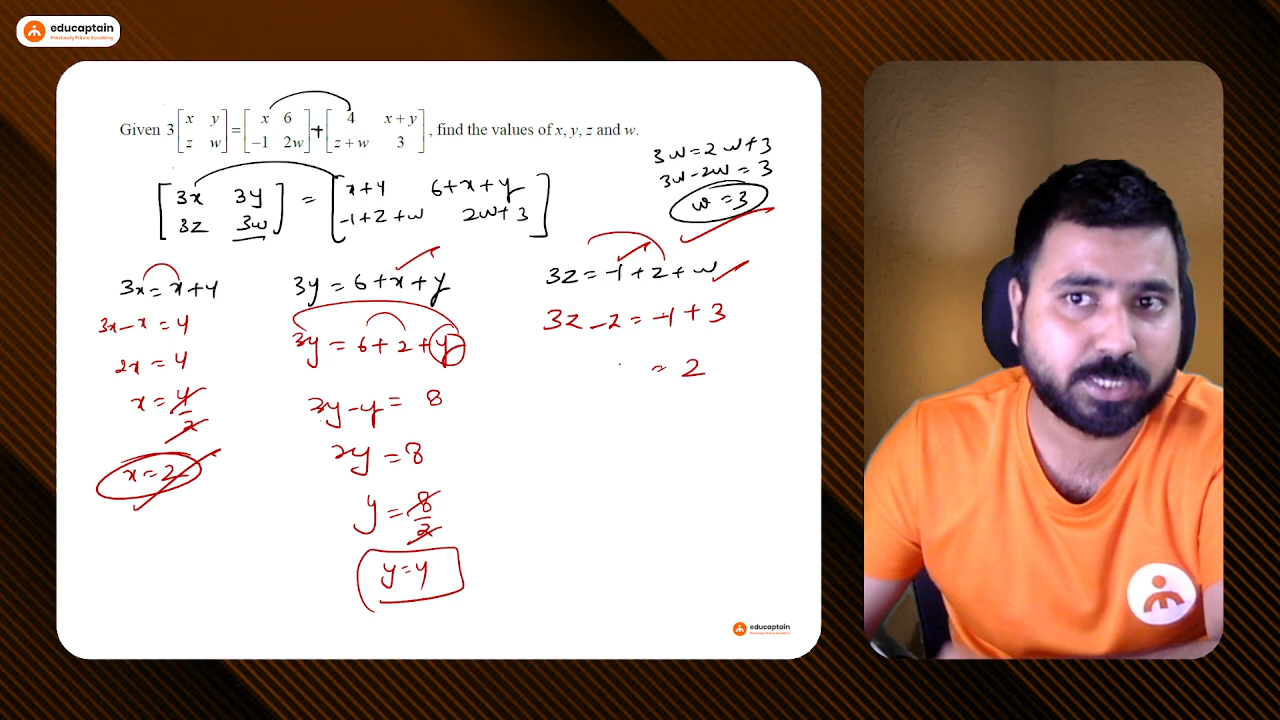 educaptain
Previously Prince Academy
Given 3 [x y; z w] = [x 6; -1 2w] + [4 x+y; z+w 3], find the values of x, y, z and w.
[3x 3y; 3z 3w] = [x+4 6+x+y; -1+z+w 2w+3]
3w=2w+3
3w-2w=3
w=3
3x=x+4
3x-x=4
2x=4
x=4/2
x=2
3y=6+x+y
3y=6+2+y
3y-y=8
2y=8
y=8/2
y=4
3z=-1+z+w
3z-z=-1+3
=2
educaptain
Previously Prince Academy